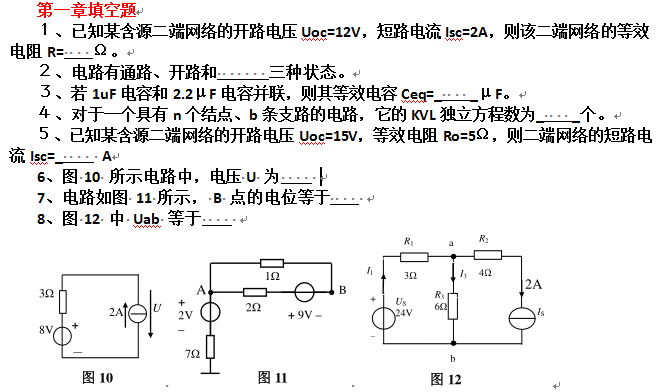 第一章填空题
1、已知某含源二端网络的开路电压 Uoc=12V，短路电流 Isc=2A，则该二端网络的等效
电阻 R=____Ω。
2、电路有通路、开路和_______三种状态。
3、若 1uF 电容和 2.2μF 电容并联，则其等效电容 Ceq=_____μF。
4、对于一个具有 n 个结点、b 条支路的电路，它的 KVL 独立方程数为_____个。
5、已知某含源二端网络的开路电压 Uoc=15V，等效电阻 Ro=5Ω，则二端网络的短路电
流 Isc=_____ A
6、图 10 所示电路中，电压 U 为_____
7、电路如图 11 所示， B 点的电位等于____
8、图 12 中 Uab 等于____
3Ω 8V + — 2A U
图 10
1Ω A B 2Ω + 9V – + 2V – 7Ω
图 11
R₁ a R₂ I₁ 3Ω I₃ 4Ω 2A + US 24V – R₃ 6Ω IS b
图 12